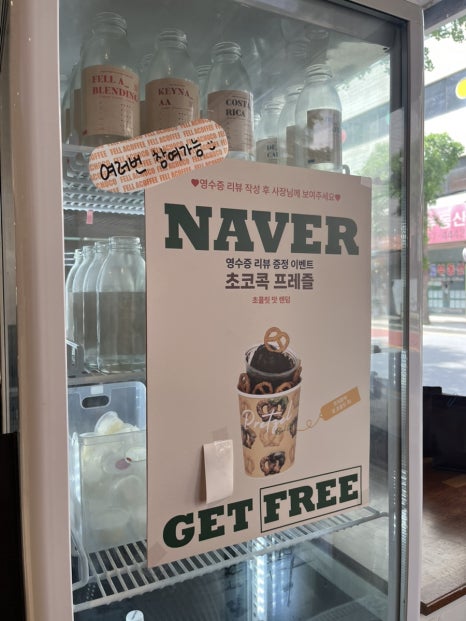 FELL A
BLENDING
KEYNA
AA
COSTA
RICA
여러번 참여가능
♥영수증 리뷰 작성 후 사장님께 보여주세요♥
NAVER
영수증 리뷰 증정 이벤트
초코콕 프레즐
초콜릿 맛 랜덤
Pretzel
GET FREE